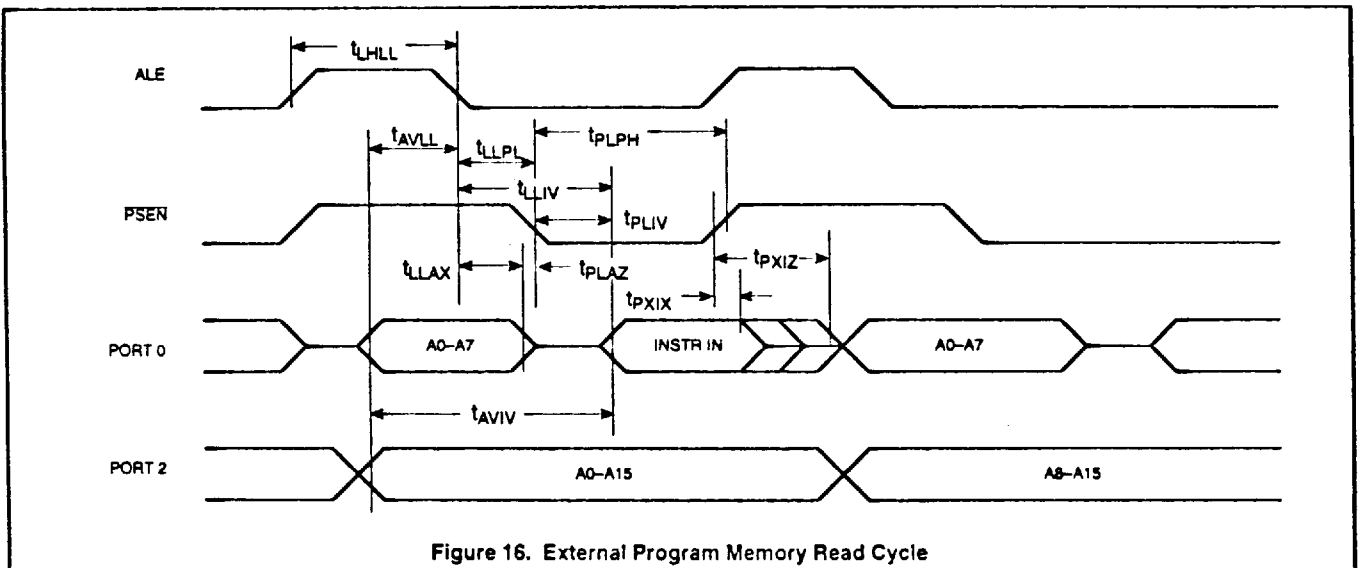 ALE
tLHLL
tAVLL
tLLPL
tPLPH
tLLIV
PSEN
tPLIV
tLLAX
tPLAZ
tPXIZ
tPXIX
PORT 0
A0–A7
INSTR IN
A0–A7
tAVIV
PORT 2
A0–A15
A8–A15
Figure 16. External Program Memory Read Cycle